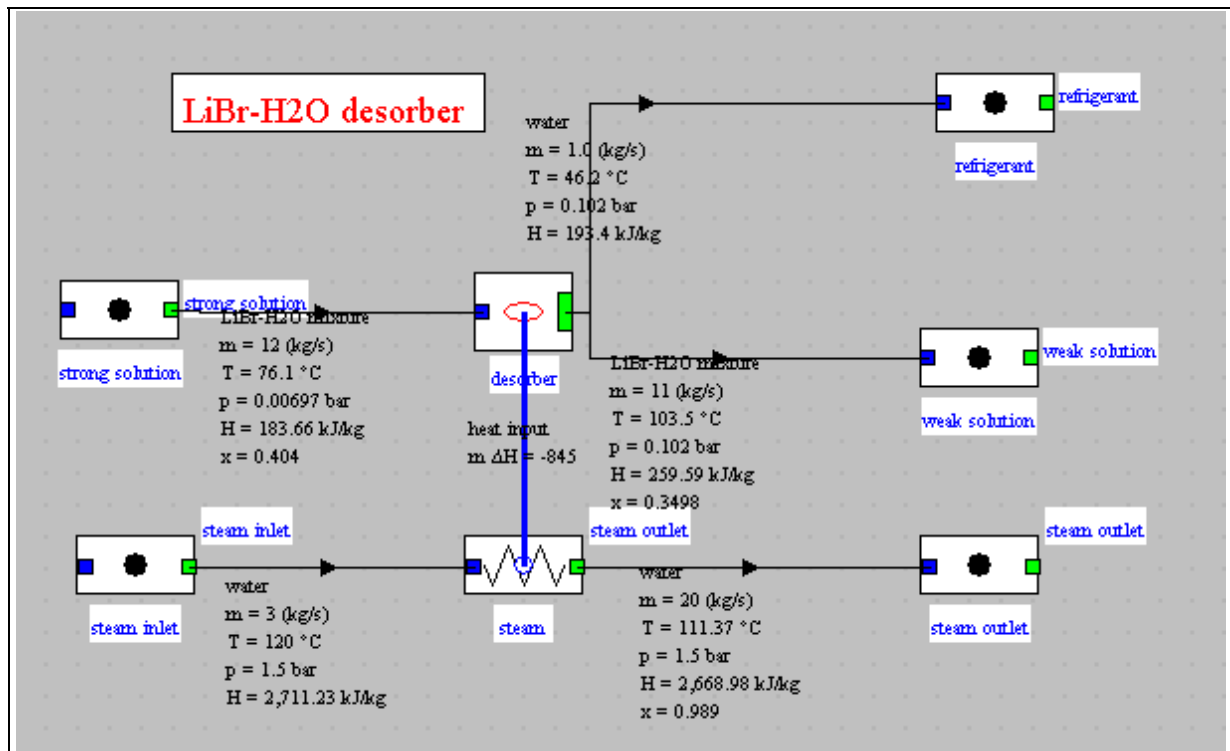 LiBr-H2O desorber
refrigerant
refrigerant
water
m = 1.0 (kg/s)
T = 46.2 °C
p = 0.102 bar
H = 193.4 kJ/kg
strong solution
strong solution
LiBr-H2O mixture
m = 12 (kg/s)
T = 76.1 °C
p = 0.00697 bar
H = 183.66 kJ/kg
x = 0.404
desorber
heat input
m ΔH = -845
LiBr-H2O mixture
m = 11 (kg/s)
T = 103.5 °C
p = 0.102 bar
H = 259.59 kJ/kg
x = 0.3498
weak solution
weak solution
steam inlet
steam inlet
water
m = 3 (kg/s)
T = 120 °C
p = 1.5 bar
H = 2,711.23 kJ/kg
steam outlet
steam
water
m = 20 (kg/s)
T = 111.37 °C
p = 1.5 bar
H = 2,668.98 kJ/kg
x = 0.989
steam outlet
steam outlet